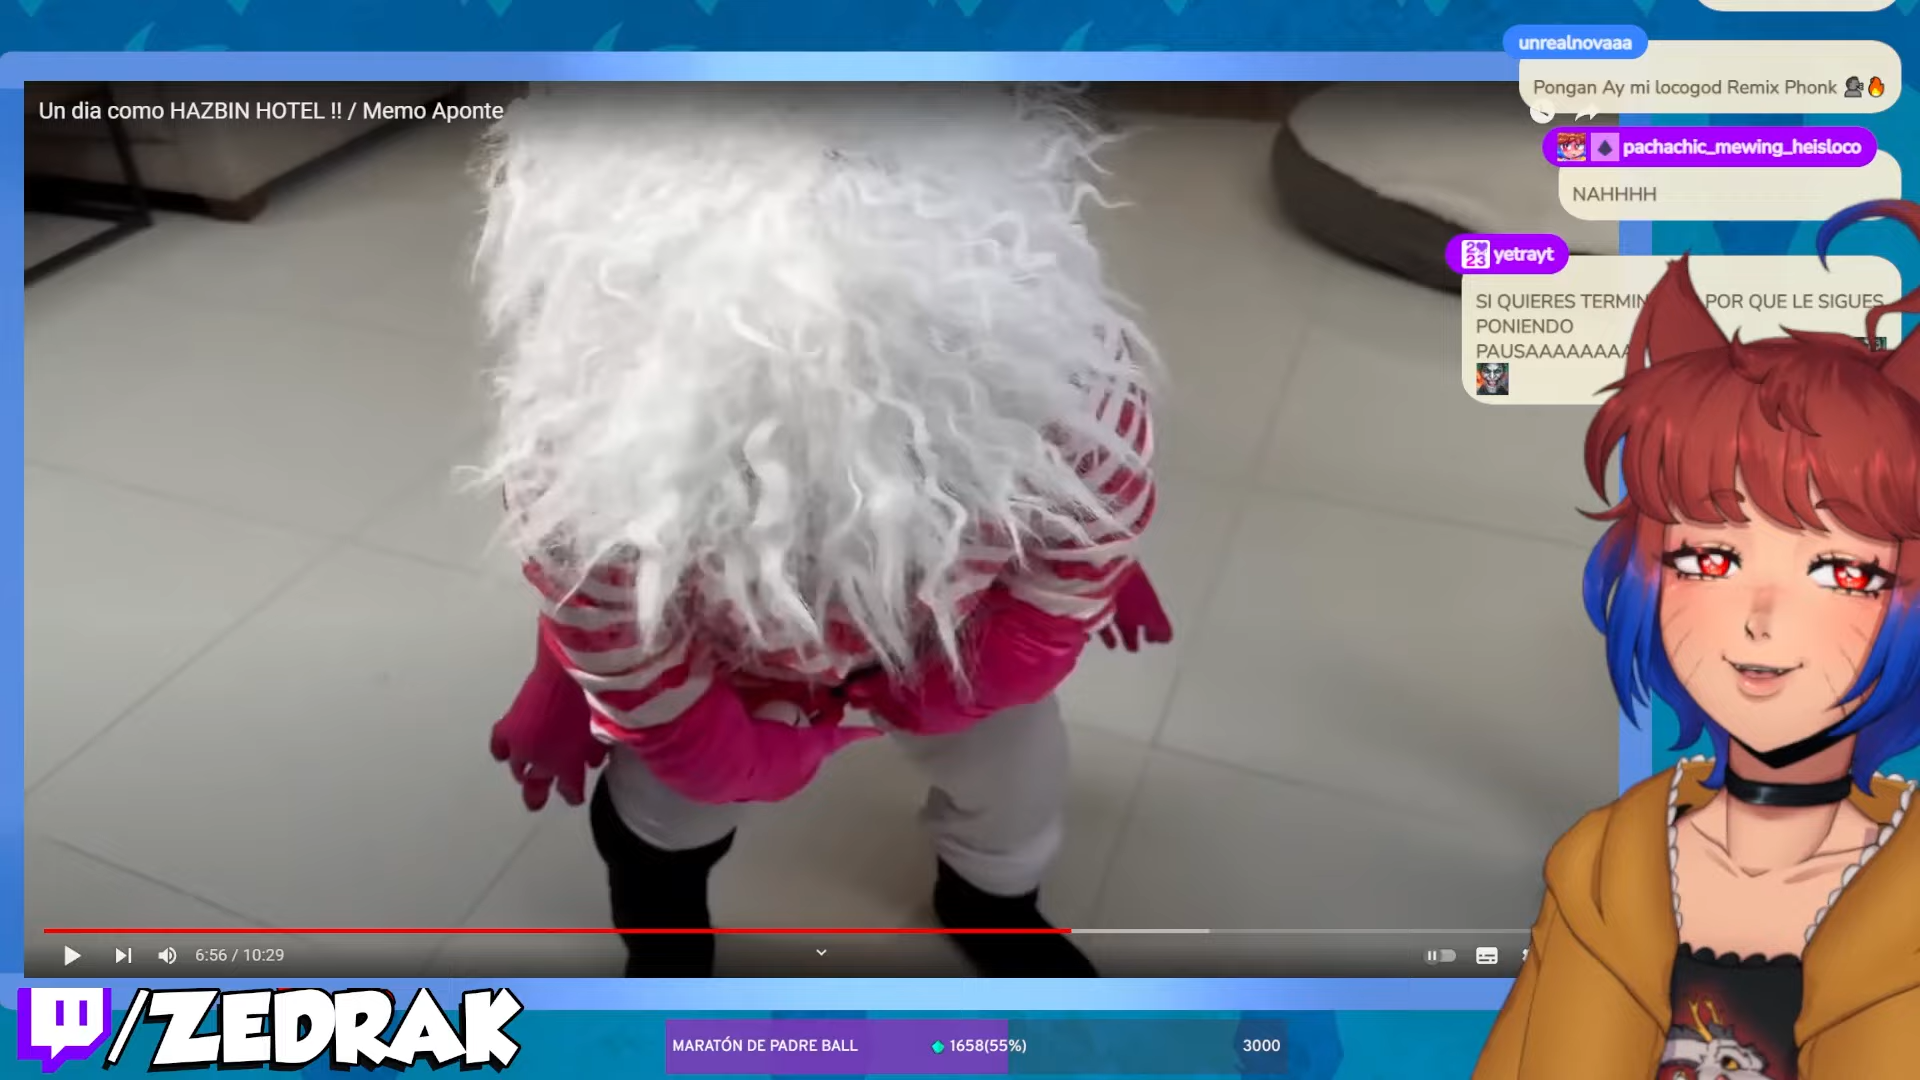 unrealnovaaa
Pongan Ay mi locogod Remix Phonk
Un dia como HAZBIN HOTEL !! / Memo Aponte
pachachic_mewing_heisloco
NAHHHH
2 23 yetrayt
SI QUIERES TERMIN POR QUE LE SIGUES
PONIENDO
PAUSAAAAAAAA
6:56 / 10:29
/ZEDRAK
MARATÓN DE PADRE BALL 1658(55%) 3000